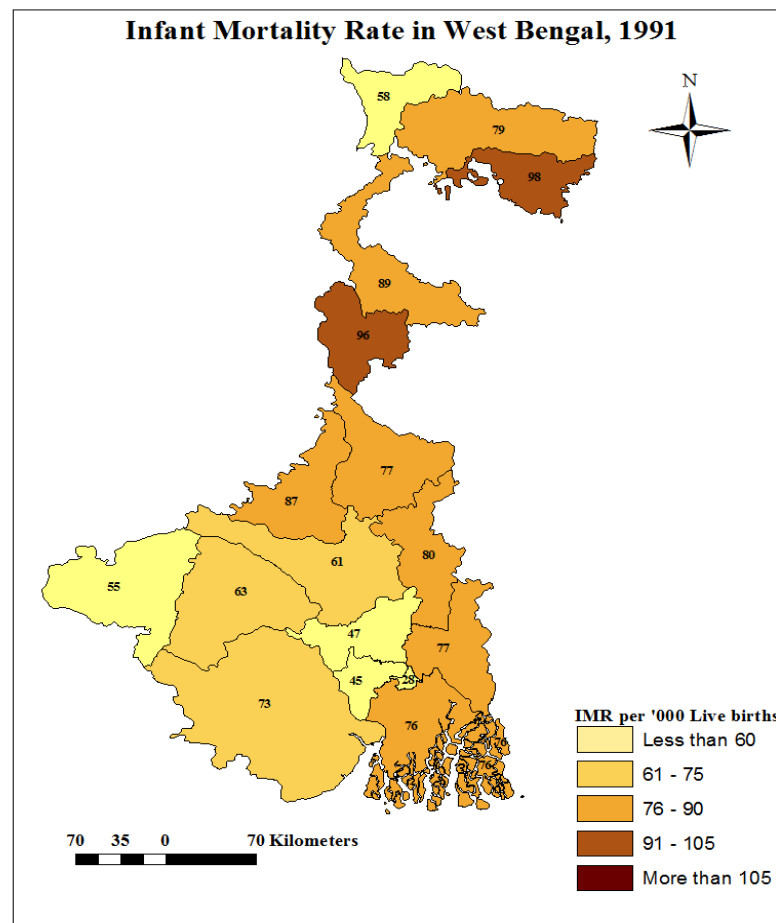 Infant Mortality Rate in West Bengal, 1991
N
58
79
98
89
96
77
87
61
80
55
63
47
77
45
28
73
76
76
76
IMR per '000 Live births
Less than 60
61 - 75
76 - 90
91 - 105
More than 105
70 35 0 70 Kilometers